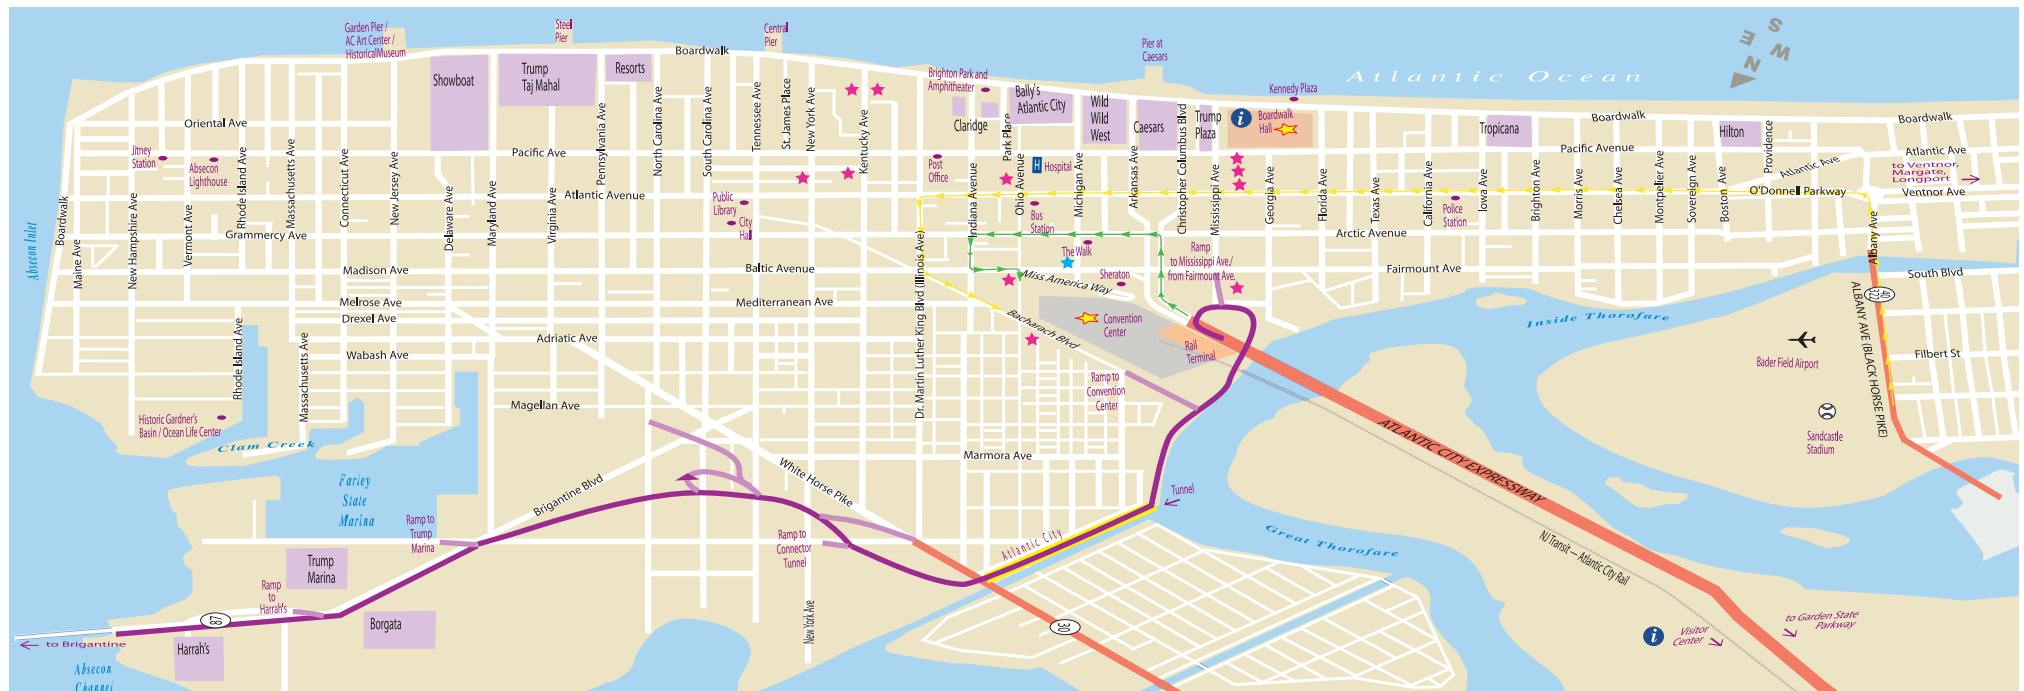 Garden Pier /
AC Art Center /
HistoricalMuseum
Steel
Pier
Central
Pier
Boardwalk
Pier at
Caesars
Atlantic Ocean
S
E
W
N
Showboat
Trump
Taj Mahal
Resorts
Brighton Park and
Amphitheater
Bally's
Atlantic City
Claridge
Wild
Wild
West
Caesars
Trump
Plaza
Kennedy Plaza
i
Boardwalk
Hall
Tropicana
Boardwalk
Hilton
Boardwalk
Oriental Ave
Pacific Ave
Pacific Avenue
Atlantic Ave
Atlantic Ave
Jitney
Station
Absecon
Lighthouse
Post
Office
H
Hospital
to Ventnor,
Margate,
Longport
Ventnor Ave
O'Donnell Parkway
Atlantic Avenue
Public
Library
City
Hall
Bus
Station
Police
Station
Absecon Inlet
Boardwalk
Maine Ave
New Hampshire Ave
Vermont Ave
Rhode Island Ave
Massachusetts Ave
Connecticut Ave
New Jersey Ave
Delaware Ave
Maryland Ave
Virginia Ave
Pennsylvania Ave
North Carolina Ave
South Carolina Ave
Tennessee Ave
St. James Place
New York Ave
Kentucky Ave
Dr. Martin Luther King Blvd (Illinois Ave)
Indiana Avenue
Park Place
Ohio Avenue
Michigan Ave
Arkansas Ave
Christopher Columbus Blvd
Mississippi Ave
Georgia Ave
Florida Ave
Texas Ave
California Ave
Iowa Ave
Brighton Ave
Morris Ave
Chelsea Ave
Montpelier Ave
Sovereign Ave
Boston Ave
Providence
Albany Ave
Grammercy Ave
Arctic Avenue
The Walk
Ramp
to Mississippi Ave./
from Fairmount Ave.
Madison Ave
Baltic Avenue
Miss America Way
Sheraton
Fairmount Ave
South Blvd
Melrose Ave
Mediterranean Ave
Drexel Ave
Bacharach Blvd
Convention
Center
Rail
Terminal
Inside Thorofare
40
322
ALBANY AVE (BLACK HORSE PIKE)
Adriatic Ave
Wabash Ave
Rhode Island Ave
Massachusetts Ave
Bader Field Airport
Filbert St
Ramp to
Convention
Center
Magellan Ave
Historic Gardner's
Basin / Ocean Life Center
Clam Creek
Sandcastle
Stadium
ATLANTIC CITY EXPRESSWAY
Marmora Ave
White Horse Pike
Brigantine Blvd
Farley
State
Marina
Tunnel
Ramp to
Trump
Marina
Ramp to
Connector
Tunnel
Atlantic City
Great Thorofare
NJ Transit — Atlantic City Rail
Trump
Marina
Ramp
to
Harrah's
87
Borgata
New York Ave
30
to Garden State
Parkway
i
Visitor
Center
to Brigantine
Harrah's
Absecon
Channel